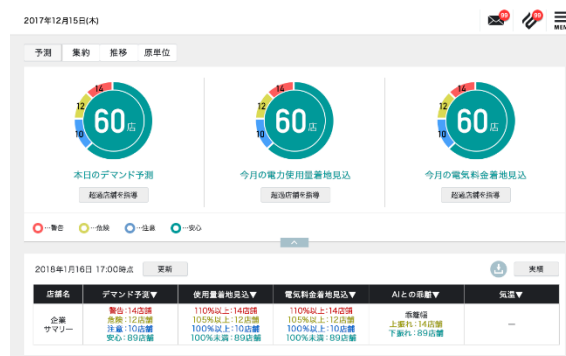 2017年12月15日(木)
99
99
MEN
予測 集約 推移 原単位
14
12
10
60店
14
12
10
60店
14
12
10
60店
本日のデマンド予測
今月の電力使用量着地見込
今月の電気料金着地見込
超過店舗を指導
超過店舗を指導
超過店舗を指導
…警告 …危険 …注意 …安心
2018年1月16日 17:00時点 更新 実績
店舗名 デマンド予測▼ 使用量着地見込▼ 電気料金着地見込▼ AIとの乖離▼ 気温▼
企業
サマリー
警告:14店舗
危険:12店舗
注意:10店舗
安心:89店舗
110%以上:14店舗
105%以上:12店舗
100%以上:10店舗
100%未満:89店舗
110%以上:14店舗
105%以上:12店舗
100%以上:10店舗
100%未満:89店舗
乖離幅
上振れ:14店舗
下振れ:89店舗
—